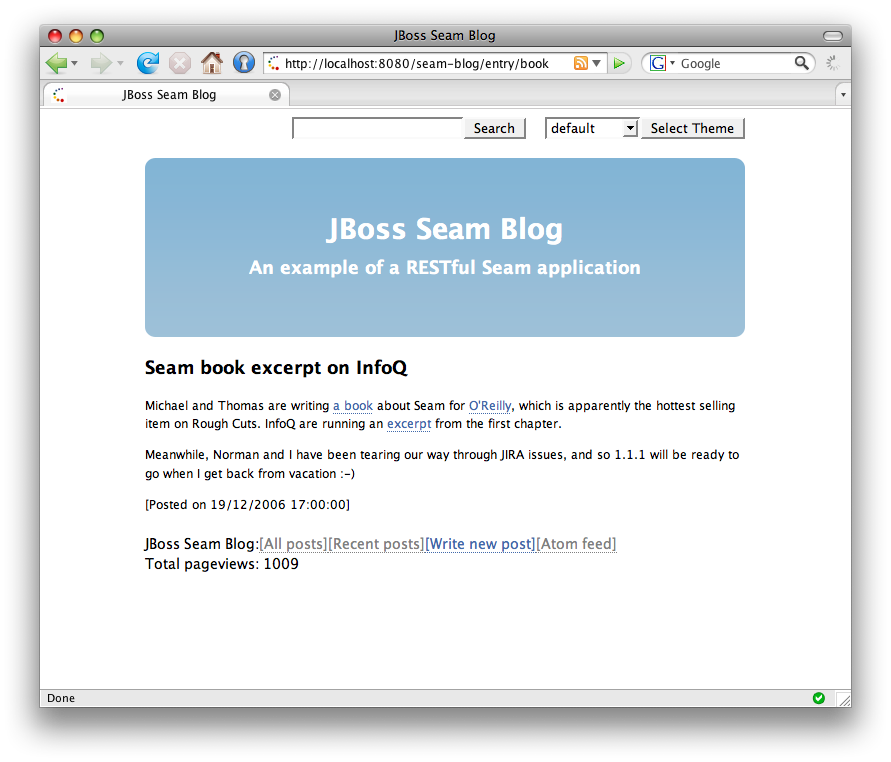 JBoss Seam Blog
http://localhost:8080/seam-blog/entry/book
G Google
JBoss Seam Blog
Search default Select Theme
JBoss Seam Blog
An example of a RESTful Seam application
Seam book excerpt on InfoQ
Michael and Thomas are writing a book about Seam for O'Reilly, which is apparently the hottest selling
item on Rough Cuts. InfoQ are running an excerpt from the first chapter.
Meanwhile, Norman and I have been tearing our way through JIRA issues, and so 1.1.1 will be ready to
go when I get back from vacation :-)
[Posted on 19/12/2006 17:00:00]
JBoss Seam Blog:[All posts][Recent posts][Write new post][Atom feed]
Total pageviews: 1009
Done